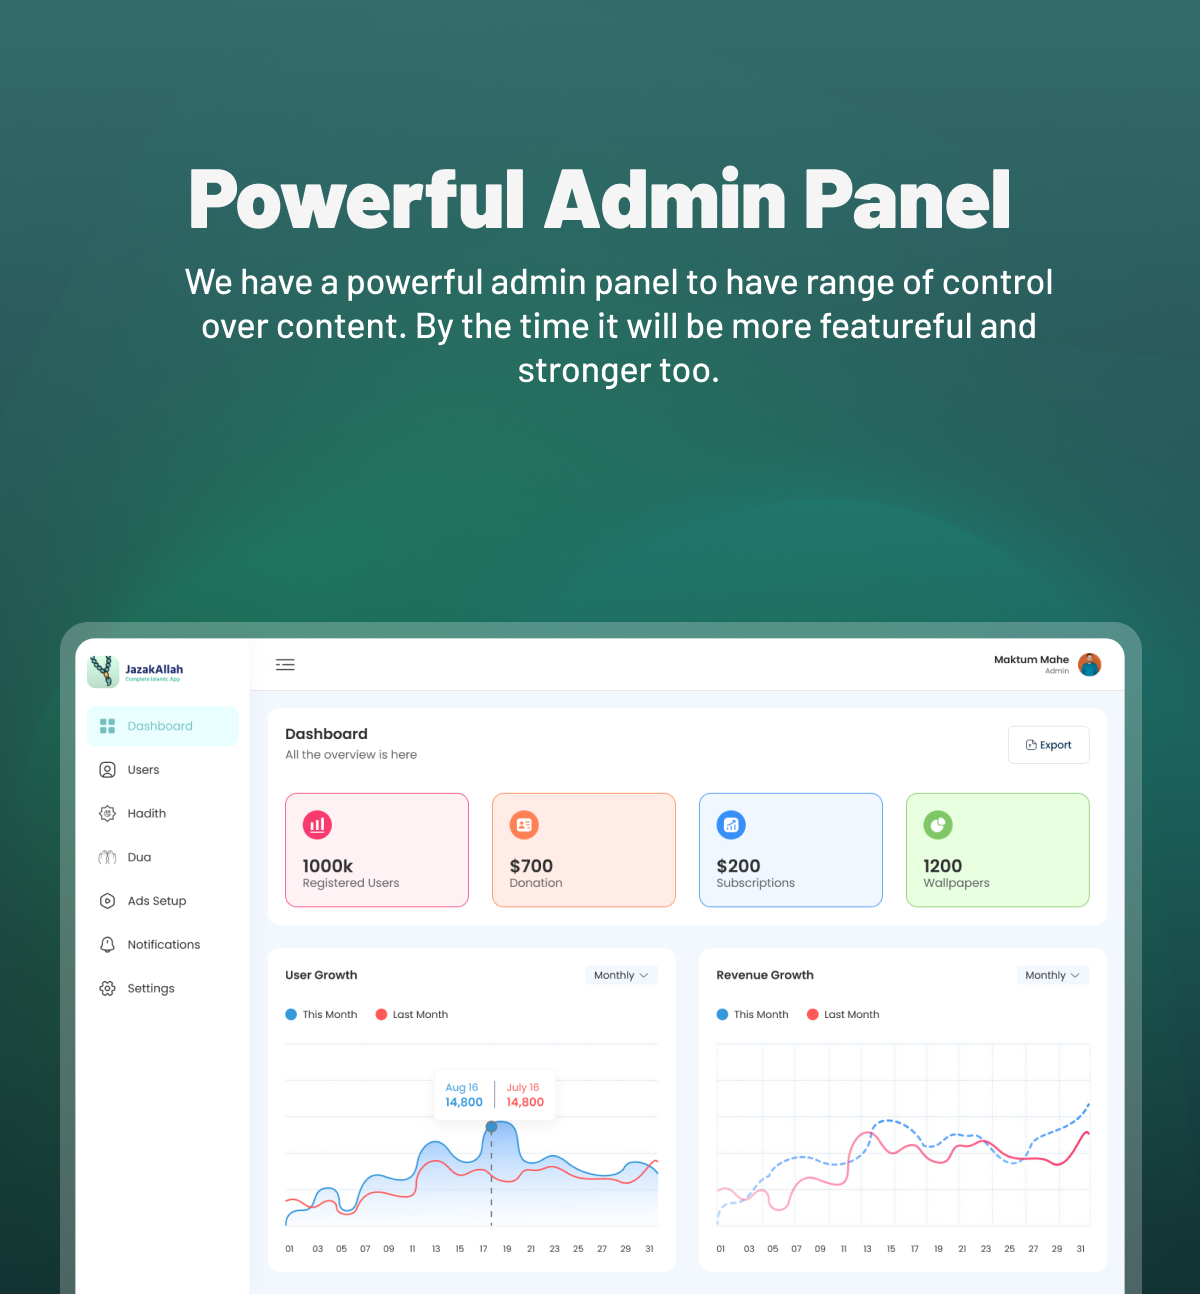 Powerful Admin Panel
We have a powerful admin panel to have range of control
over content. By the time it will be more featureful and
stronger too.
JazakAllah
Complete Islamic App
Maktum Mahe
Admin
Dashboard
Users
Hadith
Dua
Ads Setup
Notifications
Settings
Dashboard
All the overview is here
Export
1000k
Registered Users
$700
Donation
$200
Subscriptions
1200
Wallpapers
User Growth
Monthly
This Month
Last Month
Aug 16
14,800
July 16
14,800
01 03 05 07 09 11 13 15 17 19 21 23 25 27 29 31
Revenue Growth
Monthly
This Month
Last Month
01 03 05 07 09 11 13 15 17 19 21 23 25 27 29 31